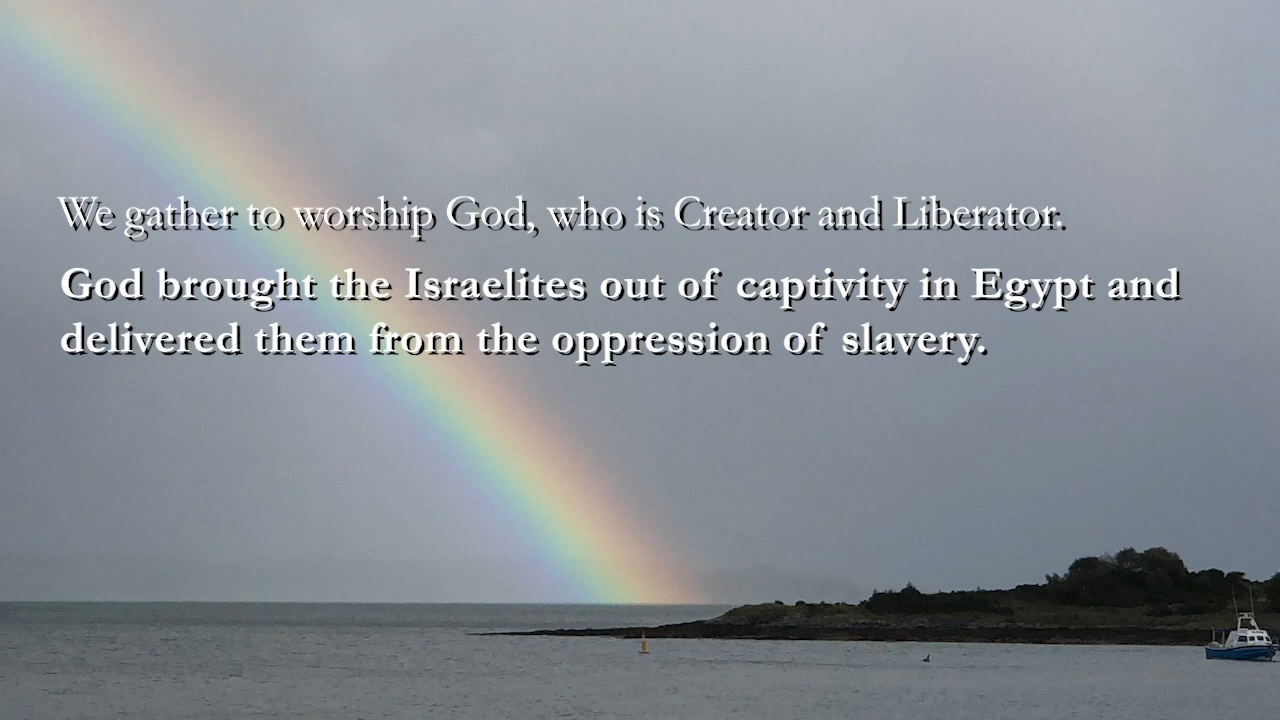 We gather to worship God, who is Creator and Liberator.
God brought the Israelites out of captivity in Egypt and
delivered them from the oppression of slavery.